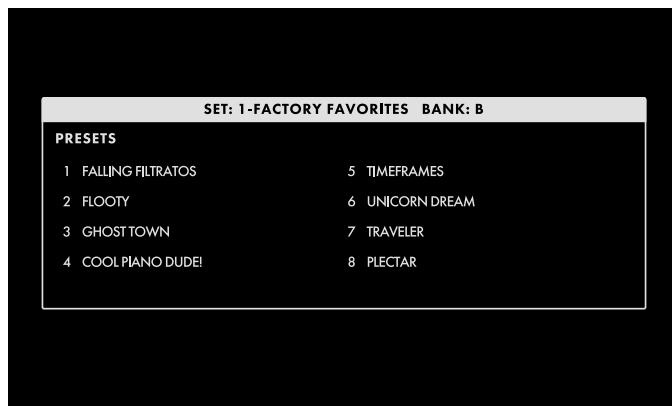 SET: 1-FACTORY FAVORITES BANK: B
PRESETS
1 FALLING FILTRATOS
2 FLOOTY
3 GHOST TOWN
4 COOL PIANO DUDE!
5 TIMEFRAMES
6 UNICORN DREAM
7 TRAVELER
8 PLECTAR